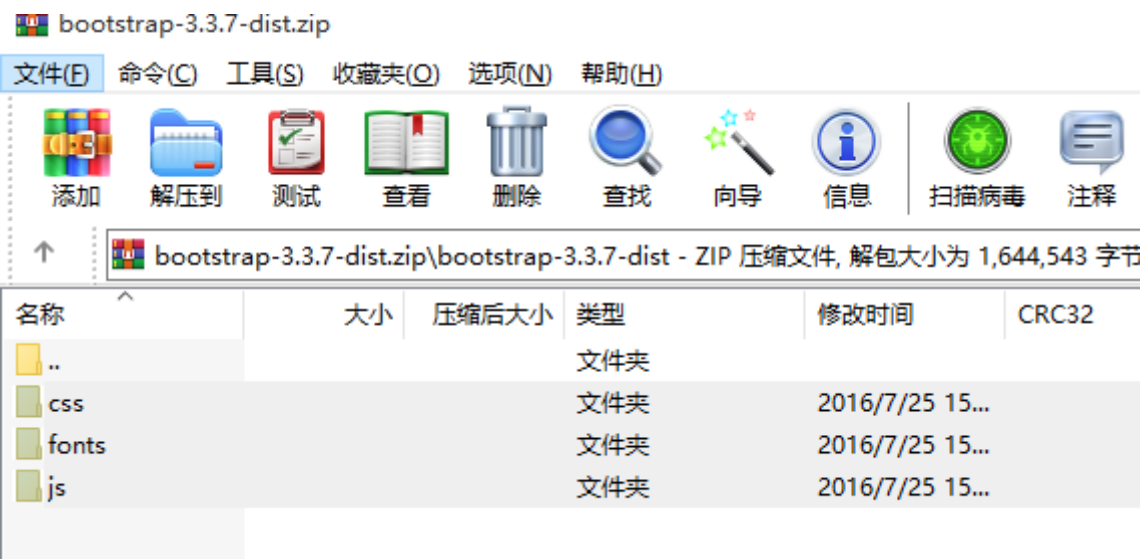 bootstrap-3.3.7-dist.zip
文件(F) 命令(C) 工具(S) 收藏夹(O) 选项(N) 帮助(H)
添加 解压到 测试 查看 删除 查找 向导 信息 扫描病毒 注释
bootstrap-3.3.7-dist.zip\bootstrap-3.3.7-dist - ZIP 压缩文件, 解包大小为 1,644,543 字节
名称 大小 压缩后大小 类型 修改时间 CRC32
.. 文件夹
css 文件夹 2016/7/25 15...
fonts 文件夹 2016/7/25 15...
js 文件夹 2016/7/25 15...